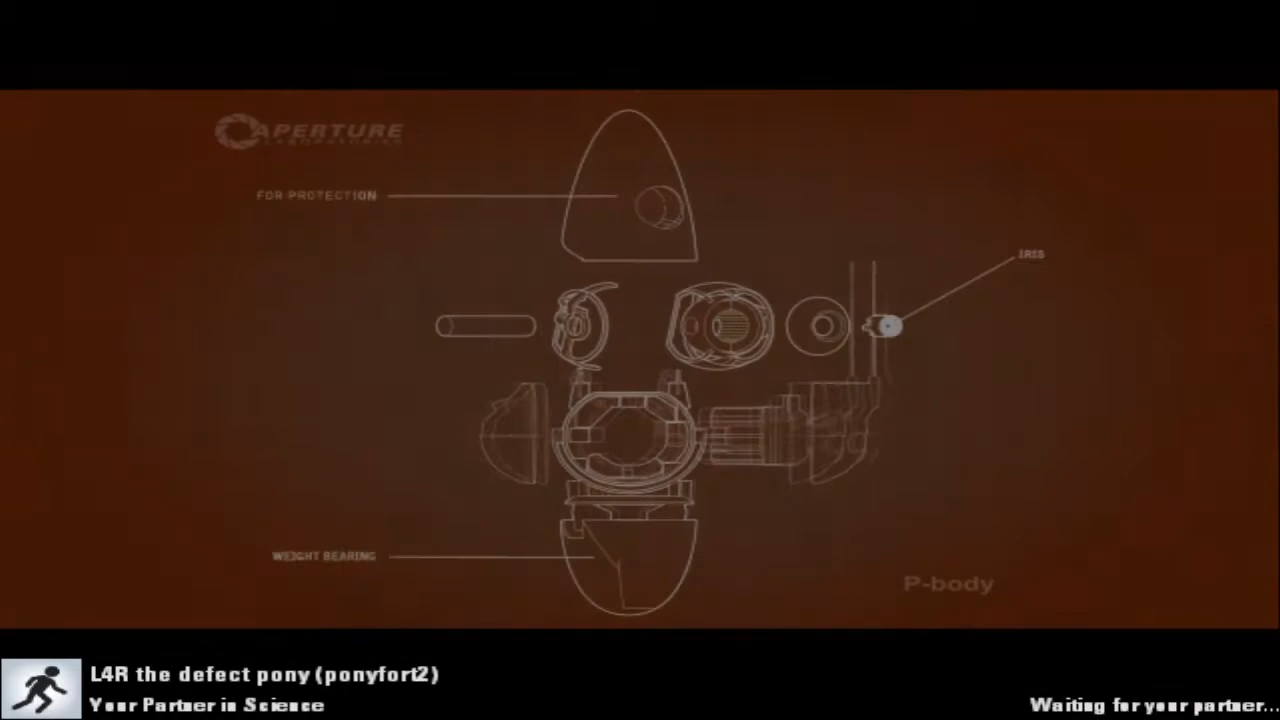 APERTURE
LABORATORIES
FOR PROTECTION
IRIS
WEIGHT BEARING
P-body
L4R the defect pony (ponyfort2)
Your Partner in Science
Waiting for your partner...